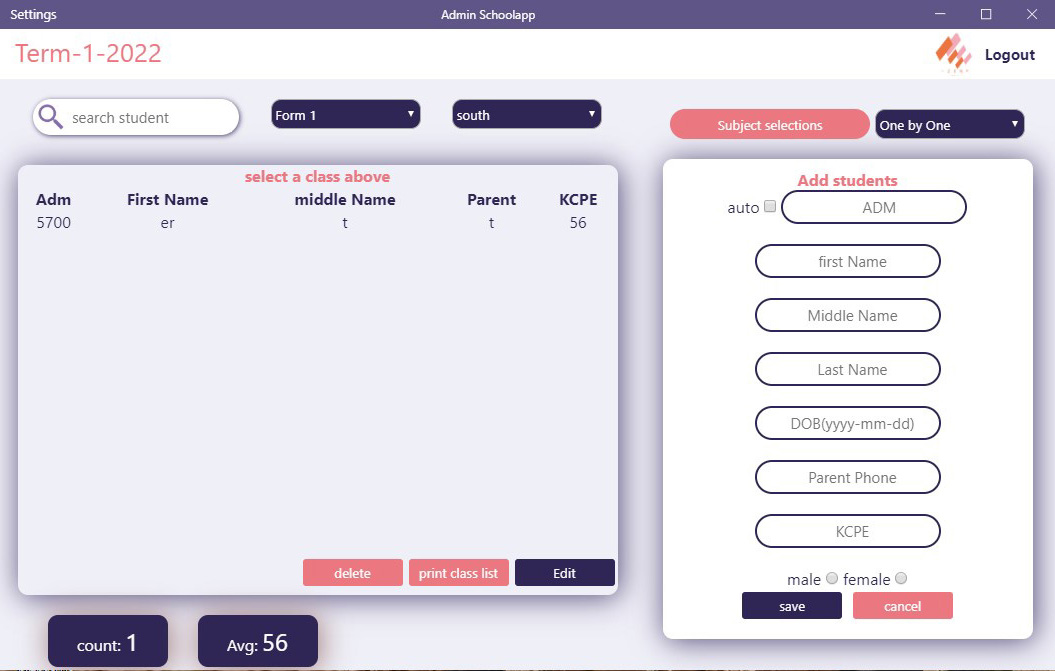 Settings
Admin Schoolapp
Term-1-2022
Logout
search student
Form 1
south
Subject selections
One by One
select a class above
Adm First Name middle Name Parent KCPE
5700 er t t 56
delete
print class list
Edit
count: 1
Avg: 56
Add students
auto
ADM
first Name
Middle Name
Last Name
DOB(yyyy-mm-dd)
Parent Phone
KCPE
male female
save
cancel